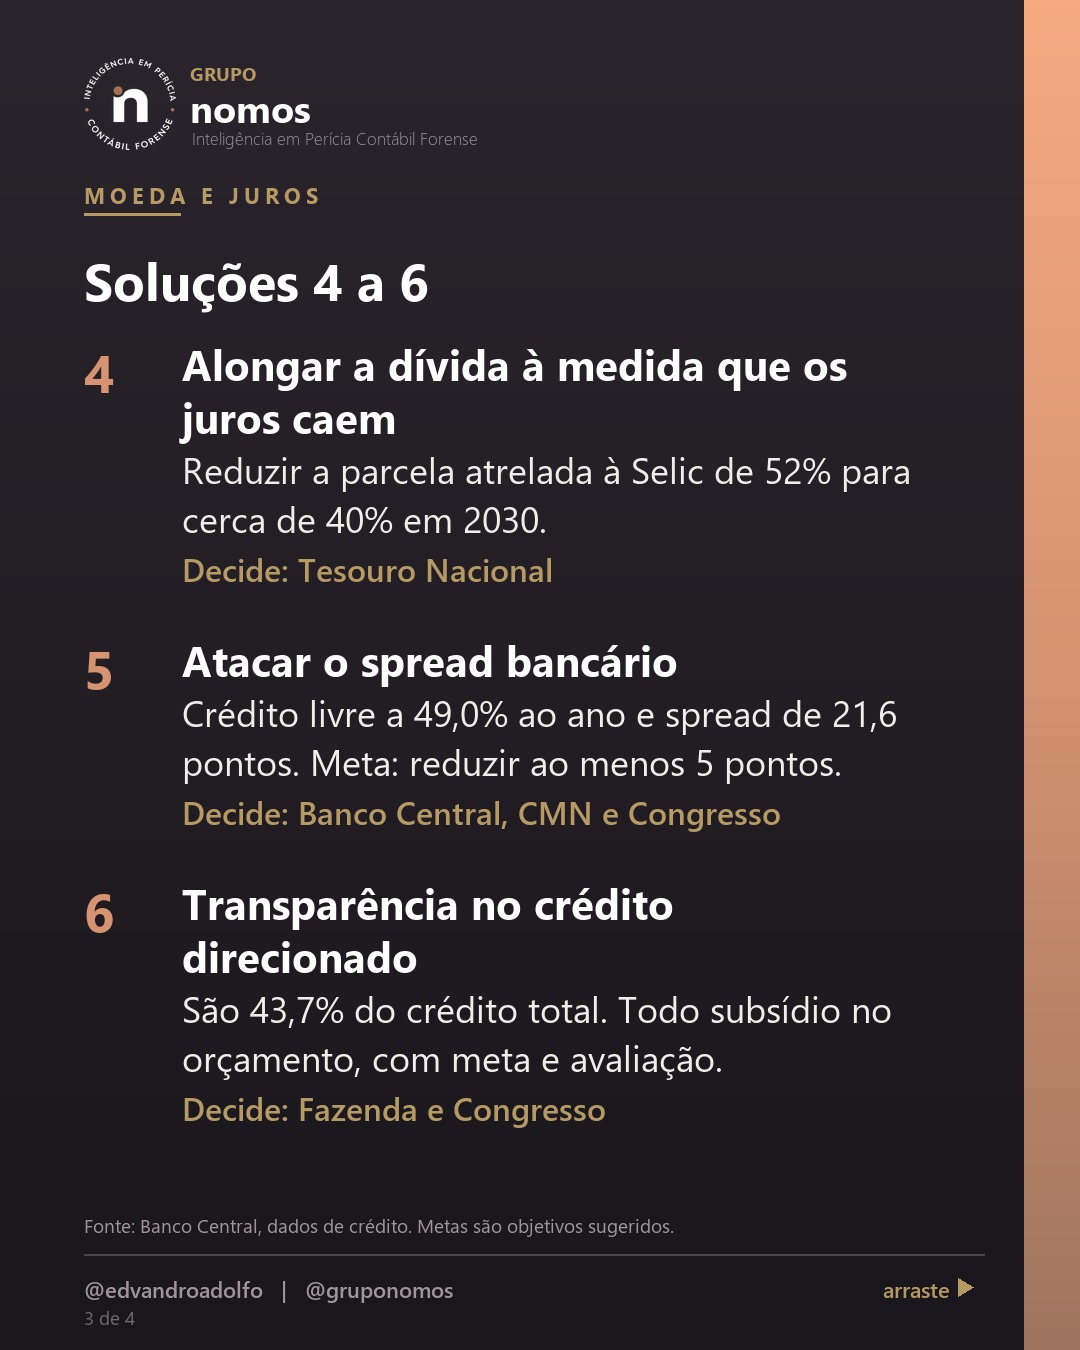 INTELIGÊNCIA EM PERÍCIA
CONTÁBIL FORENSE
n
GRUPO
nomos
Inteligência em Perícia Contábil Forense
MOEDA E JUROS
Soluções 4 a 6
4
Alongar a dívida à medida que os
juros caem
Reduzir a parcela atrelada à Selic de 52% para
cerca de 40% em 2030.
Decide: Tesouro Nacional
5
Atacar o spread bancário
Crédito livre a 49,0% ao ano e spread de 21,6
pontos. Meta: reduzir ao menos 5 pontos.
Decide: Banco Central, CMN e Congresso
6
Transparência no crédito
direcionado
São 43,7% do crédito total. Todo subsídio no
orçamento, com meta e avaliação.
Decide: Fazenda e Congresso
Fonte: Banco Central, dados de crédito. Metas são objetivos sugeridos.
@edvandroadolfo | @gruponomos
arraste
3 de 4